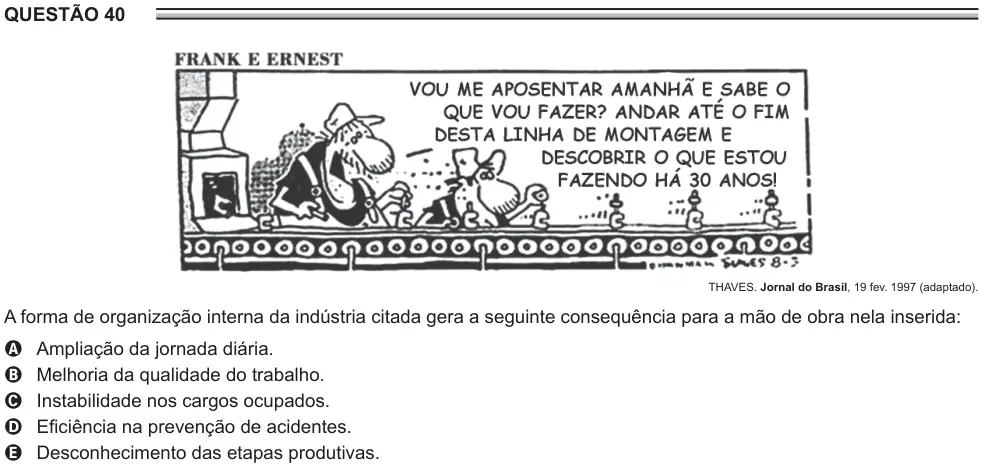 QUESTÃO 40
FRANK E ERNEST
VOU ME APOSENTAR AMANHÃ E SABE O
QUE VOU FAZER? ANDAR ATÉ O FIM
DESTA LINHA DE MONTAGEM E
DESCOBRIR O QUE ESTOU
FAZENDO HÁ 30 ANOS!
THAVES 8-3
THAVES. Jornal do Brasil, 19 fev. 1997 (adaptado).
A forma de organização interna da indústria citada gera a seguinte consequência para a mão de obra nela inserida:
A Ampliação da jornada diária.
B Melhoria da qualidade do trabalho.
C Instabilidade nos cargos ocupados.
D Eficiência na prevenção de acidentes.
E Desconhecimento das etapas produtivas.